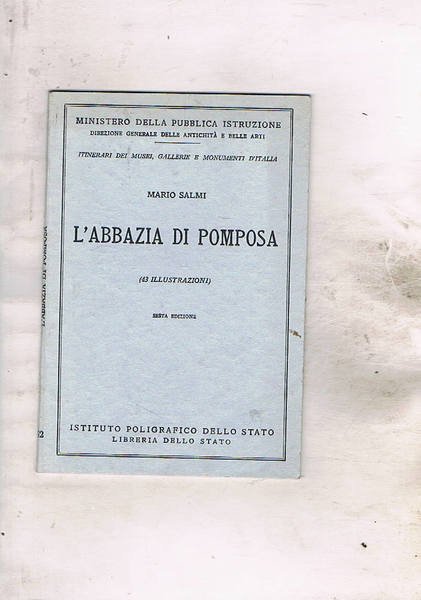 MINISTERO DELLA PUBBLICA ISTRUZIONE
DIREZIONE GENERALE DELLE ANTICHITÀ E BELLE ARTI
ITINERARI DEI MUSEI, GALLERIE E MONUMENTI D'ITALIA
MARIO SALMI
L'ABBAZIA DI POMPOSA
(43 ILLUSTRAZIONI)
SESTA EDIZIONE
ISTITUTO POLIGRAFICO DELLO STATO
LIBRERIA DELLO STATO
L'ABBAZIA DI POMPOSA